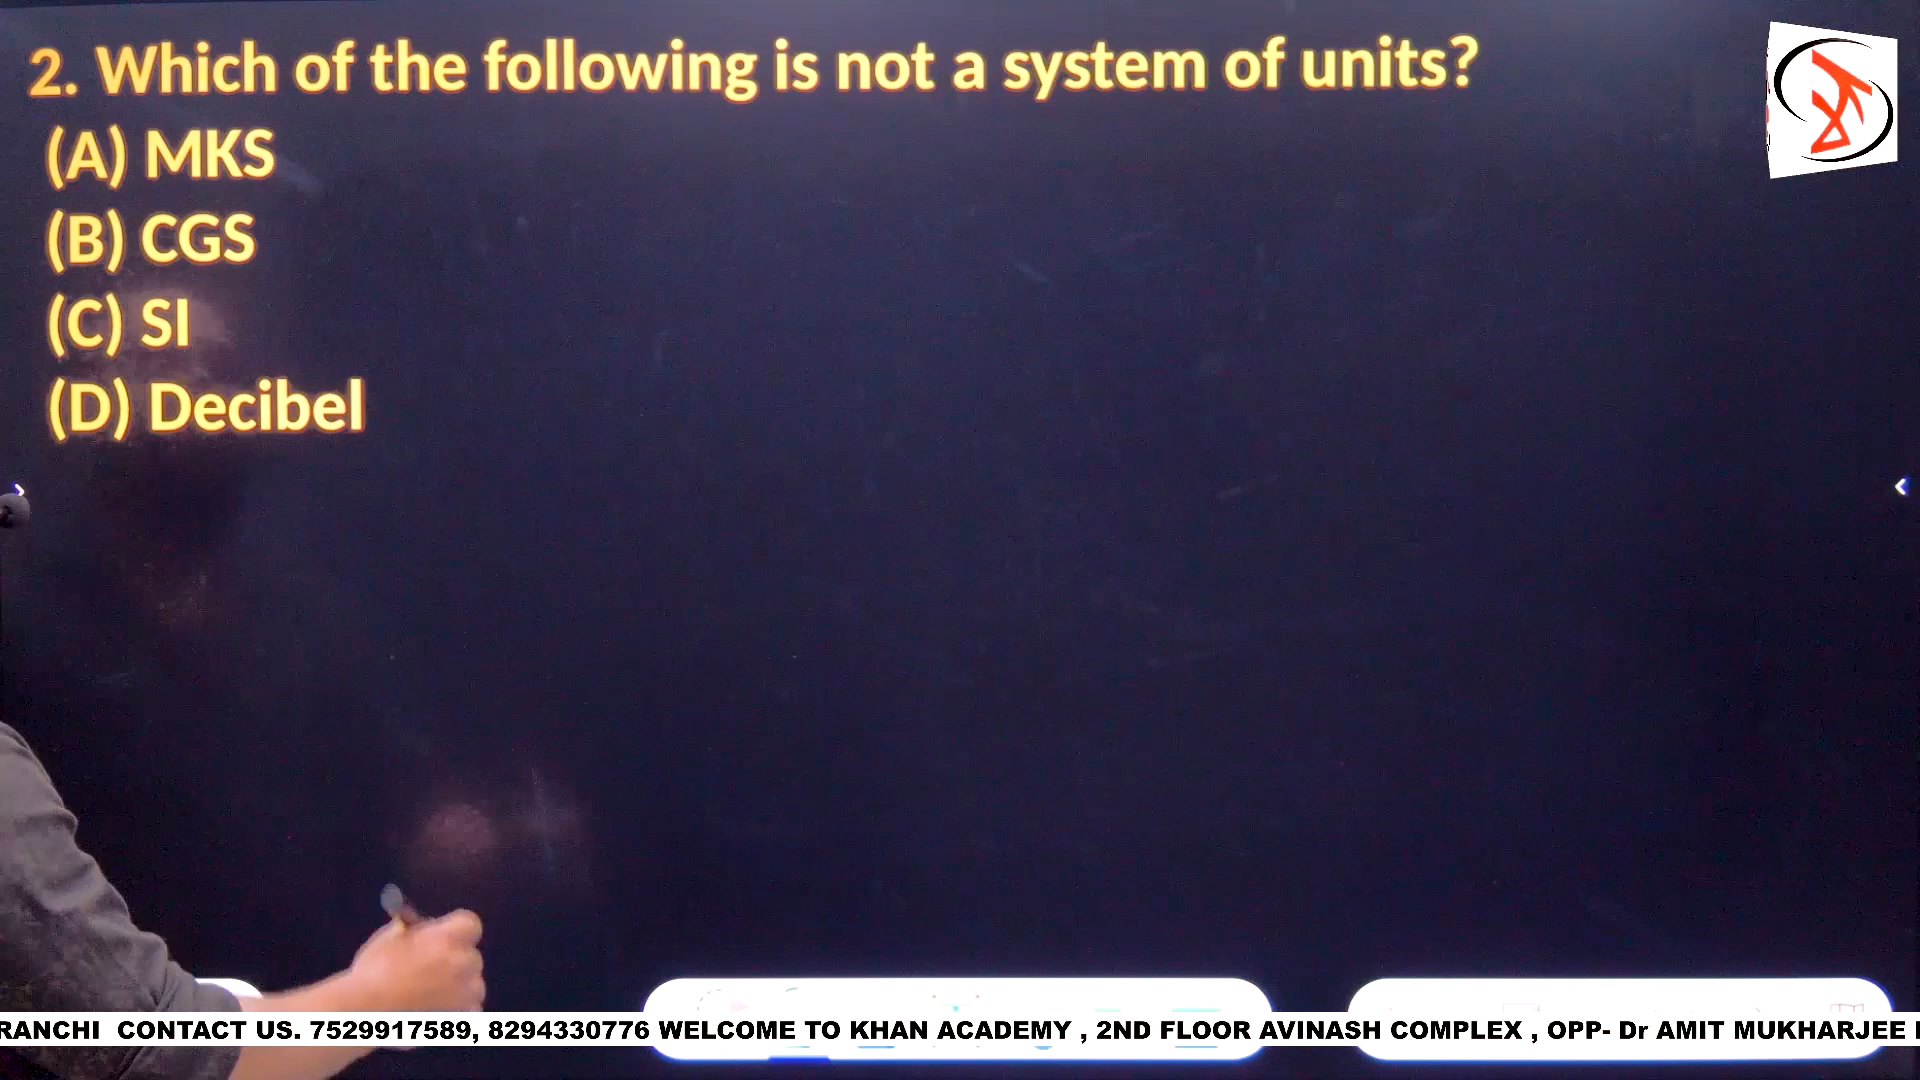 2. Which of the following is not a system of units?
(A) MKS
(B) CGS
(C) SI
(D) Decibel
RANCHI CONTACT US. 7529917589, 8294330776 WELCOME TO KHAN ACADEMY , 2ND FLOOR AVINASH COMPLEX , OPP- Dr AMIT MUKHARJEE